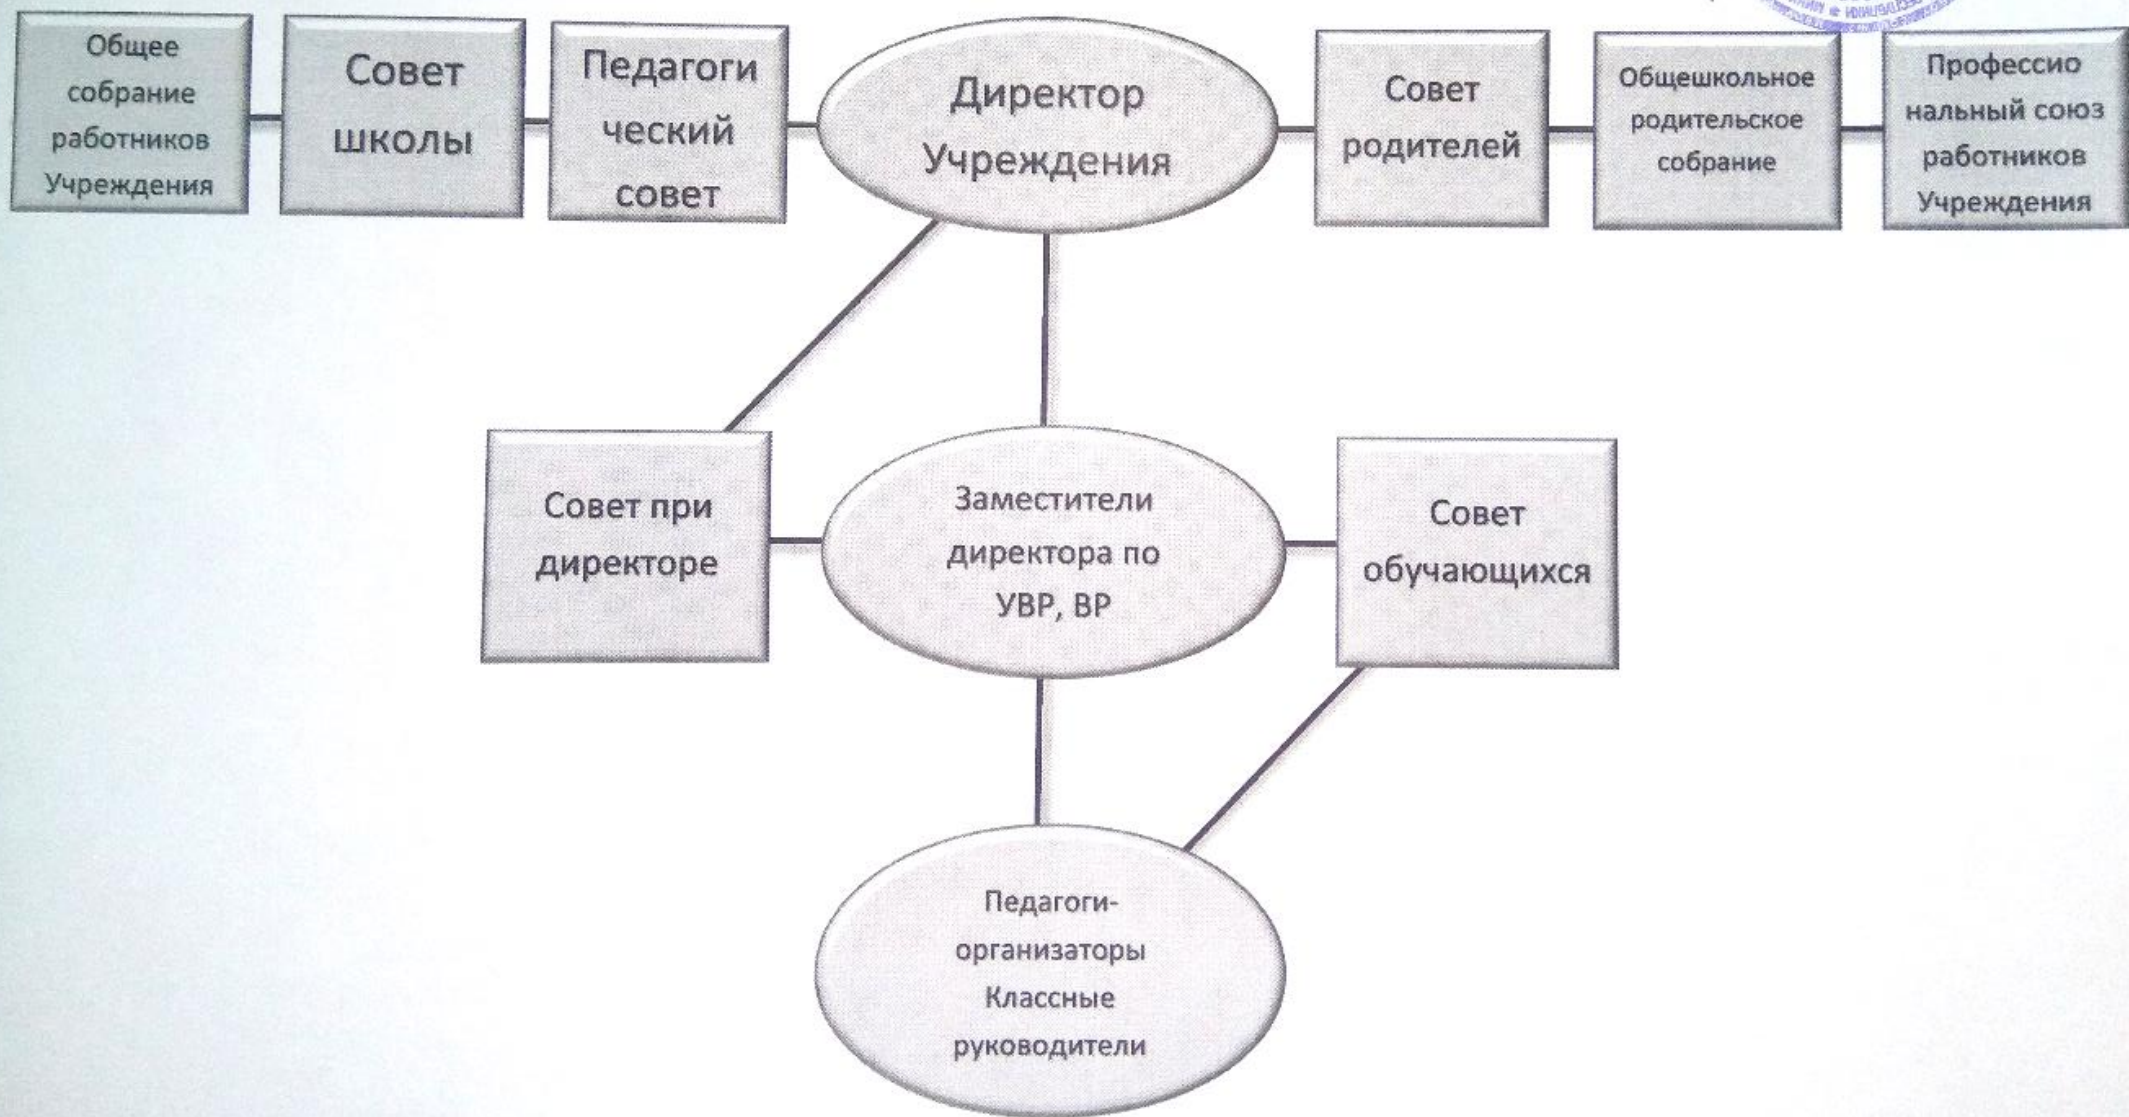 Общее
собрание
работников
Учреждения
Совет
школы
Педагоги
ческий
совет
Директор
Учреждения
Совет
родителей
Общешкольное
родительское
собрание
Профессио
нальный союз
работников
Учреждения
Совет при
директоре
Заместители
директора по
УВР, ВР
Совет
обучающихся
Педагоги-
организаторы
Классные
руководители